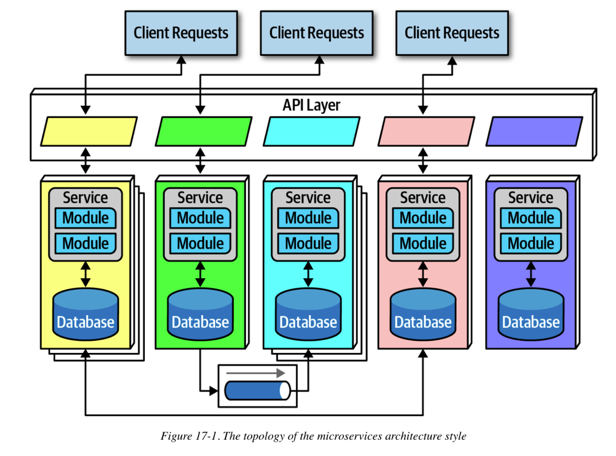 Client Requests
Client Requests
Client Requests
API Layer
Service
Module
Module
Database
Service
Module
Module
Database
Service
Module
Module
Database
Service
Module
Module
Database
Service
Module
Module
Database
Figure 17-1. The topology of the microservices architecture style